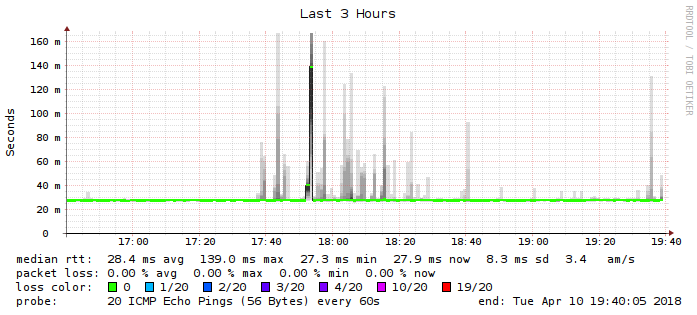 Last 3 Hours
RRDTOOL / TOBI OETIKER
Seconds
160 m
140 m
120 m
100 m
80 m
60 m
40 m
20 m
0
17:00 17:20 17:40 18:00 18:20 18:40 19:00 19:20 19:40
median rtt: 28.4 ms avg 139.0 ms max 27.3 ms min 27.9 ms now 8.3 ms sd 3.4 am/s
packet loss: 0.00 % avg 0.00 % max 0.00 % min 0.00 % now
loss color: 0 1/20 2/20 3/20 4/20 10/20 19/20
probe: 20 ICMP Echo Pings (56 Bytes) every 60s end: Tue Apr 10 19:40:05 2018